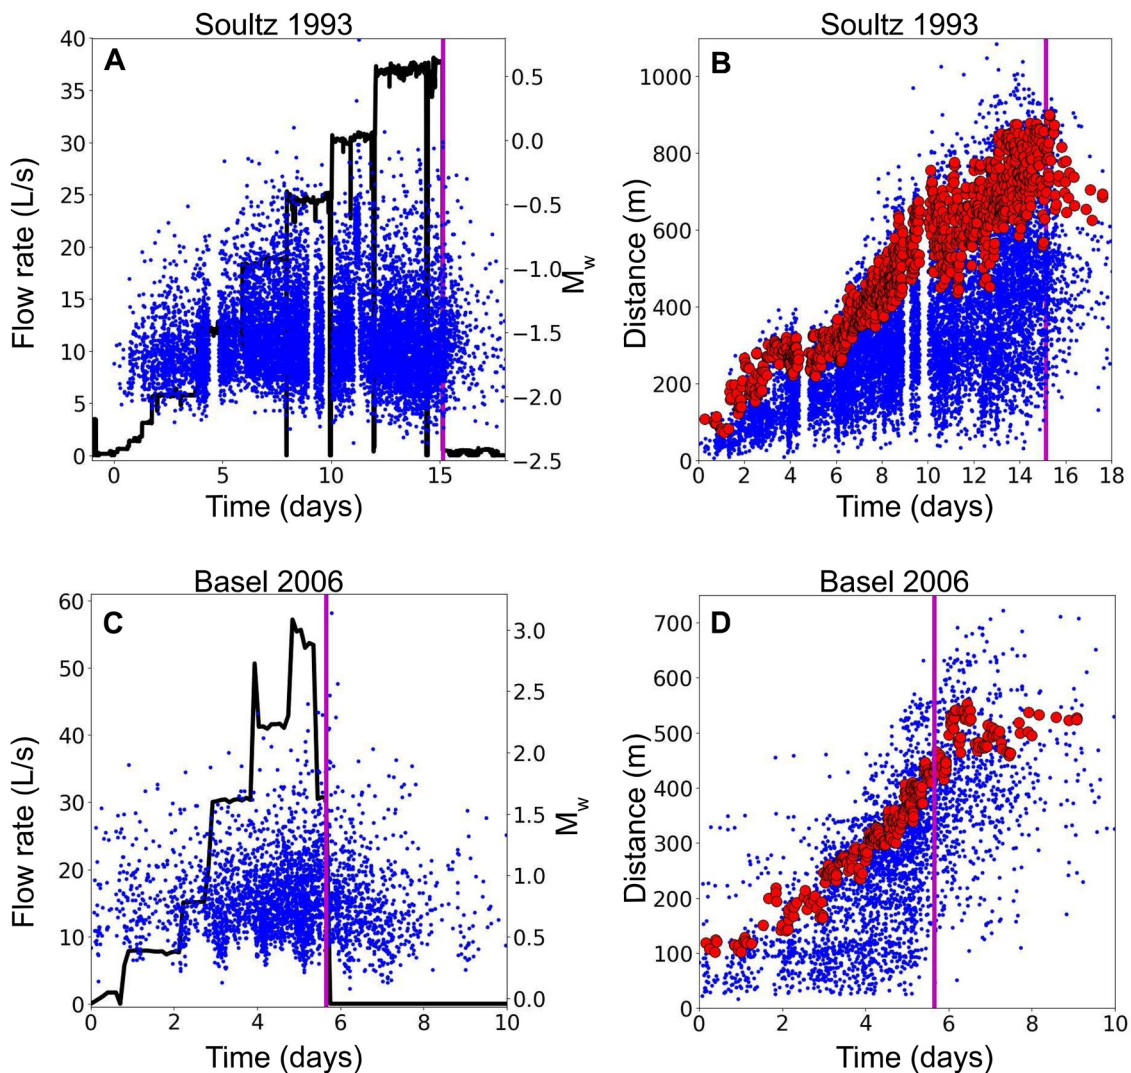 Soultz 1993
A
40
35
30
25
20
15
10
5
0
Flow rate (L/s)
0.5
0.0
−0.5
−1.0
−1.5
−2.0
−2.5
M_w
0 5 10 15
Time (days)
Soultz 1993
B
1000
800
600
400
200
0
Distance (m)
0 2 4 6 8 10 12 14 16 18
Time (days)
Basel 2006
C
60
50
40
30
20
10
0
Flow rate (L/s)
3.0
2.5
2.0
1.5
1.0
0.5
0.0
M_w
0 2 4 6 8 10
Time (days)
Basel 2006
D
700
600
500
400
300
200
100
0
Distance (m)
0 2 4 6 8 10
Time (days)